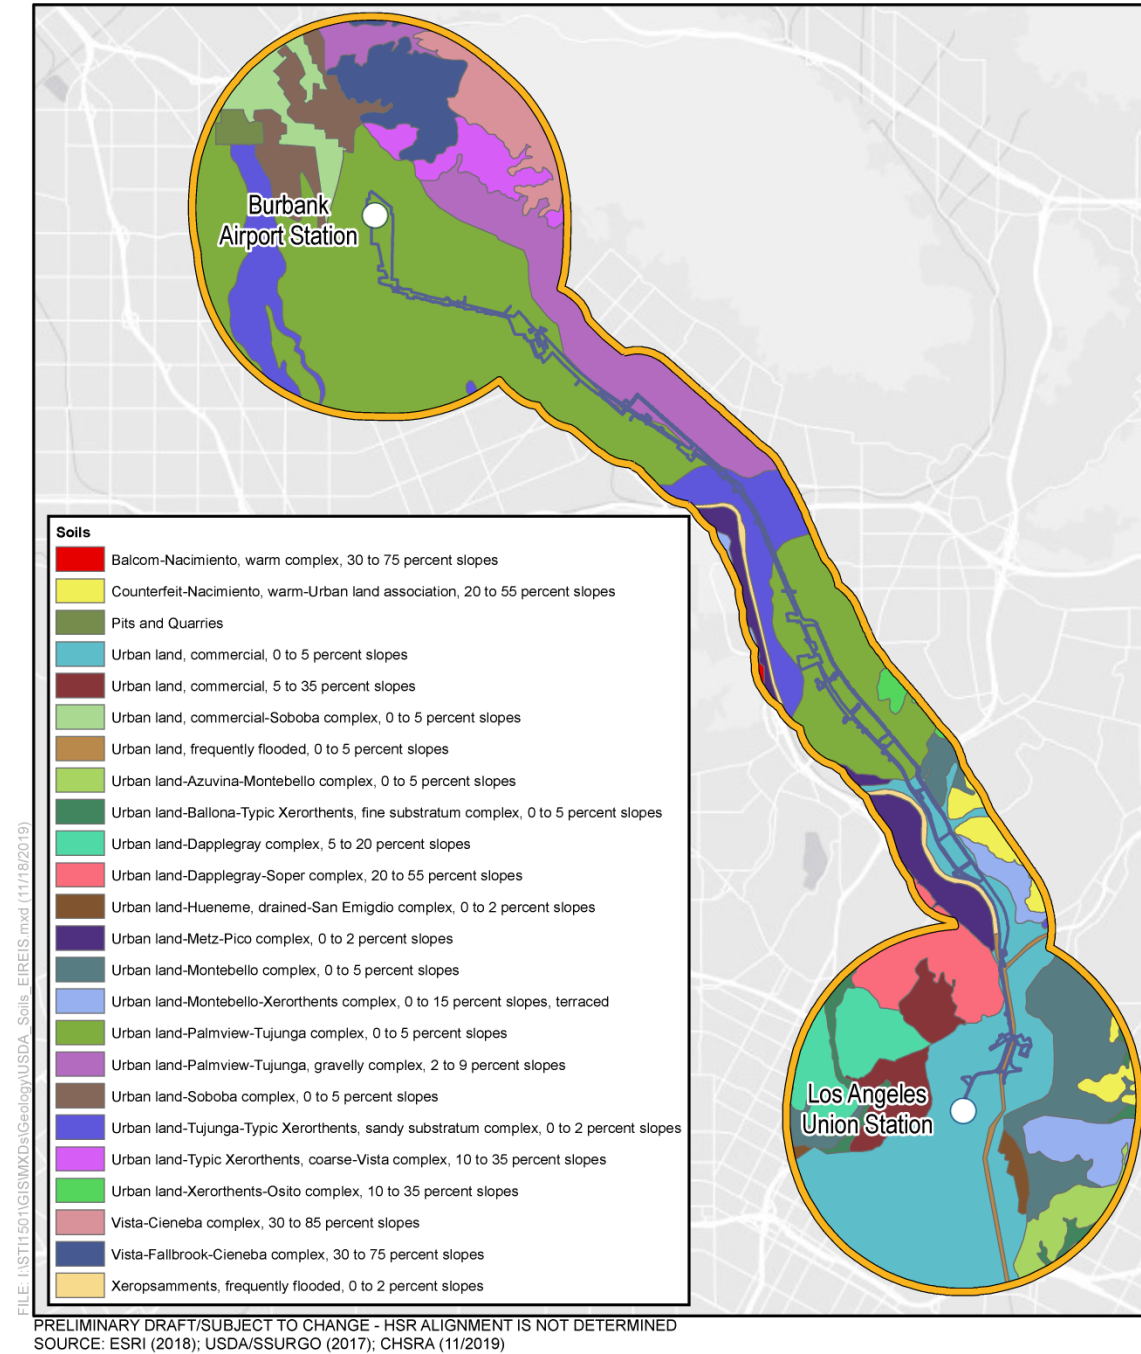 Burbank
Airport Station
Soils
Balcom-Nacimiento, warm complex, 30 to 75 percent slopes
Counterfeit-Nacimiento, warm-Urban land association, 20 to 55 percent slopes
Pits and Quarries
Urban land, commercial, 0 to 5 percent slopes
Urban land, commercial, 5 to 35 percent slopes
Urban land, commercial-Soboba complex, 0 to 5 percent slopes
Urban land, frequently flooded, 0 to 5 percent slopes
Urban land-Azuvina-Montebello complex, 0 to 5 percent slopes
Urban land-Ballona-Typic Xerorthents, fine substratum complex, 0 to 5 percent slopes
Urban land-Dapplegray complex, 5 to 20 percent slopes
Urban land-Dapplegray-Soper complex, 20 to 55 percent slopes
Urban land-Hueneme, drained-San Emigdio complex, 0 to 2 percent slopes
Urban land-Metz-Pico complex, 0 to 2 percent slopes
Urban land-Montebello complex, 0 to 5 percent slopes
Urban land-Montebello-Xerorthents complex, 0 to 15 percent slopes, terraced
Urban land-Palmview-Tujunga complex, 0 to 5 percent slopes
Urban land-Palmview-Tujunga, gravelly complex, 2 to 9 percent slopes
Urban land-Soboba complex, 0 to 5 percent slopes
Urban land-Tujunga-Typic Xerorthents, sandy substratum complex, 0 to 2 percent slopes
Urban land-Typic Xerorthents, coarse-Vista complex, 10 to 35 percent slopes
Urban land-Xerorthents-Osito complex, 10 to 35 percent slopes
Vista-Cieneba complex, 30 to 85 percent slopes
Vista-Fallbrook-Cieneba complex, 30 to 75 percent slopes
Xeropsamments, frequently flooded, 0 to 2 percent slopes
Los Angeles
Union Station
FILE: I:\STI1501\GIS\MXDs\Geology\USDA_Soils_EIREIS.mxd (11/18/2019)
PRELIMINARY DRAFT/SUBJECT TO CHANGE - HSR ALIGNMENT IS NOT DETERMINED
SOURCE: ESRI (2018); USDA/SSURGO (2017); CHSRA (11/2019)